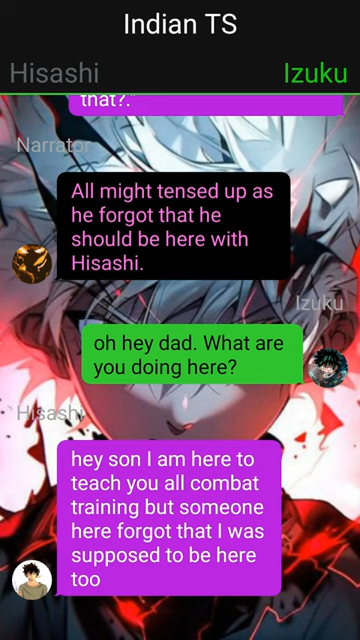 Indian TS
Hisashi
Izuku
that?."
Narrator
All might tensed up as
he forgot that he
should be here with
Hisashi.
Izuku
oh hey dad. What are
you doing here?
Hisashi
hey son I am here to
teach you all combat
training but someone
here forgot that I was
supposed to be here
too